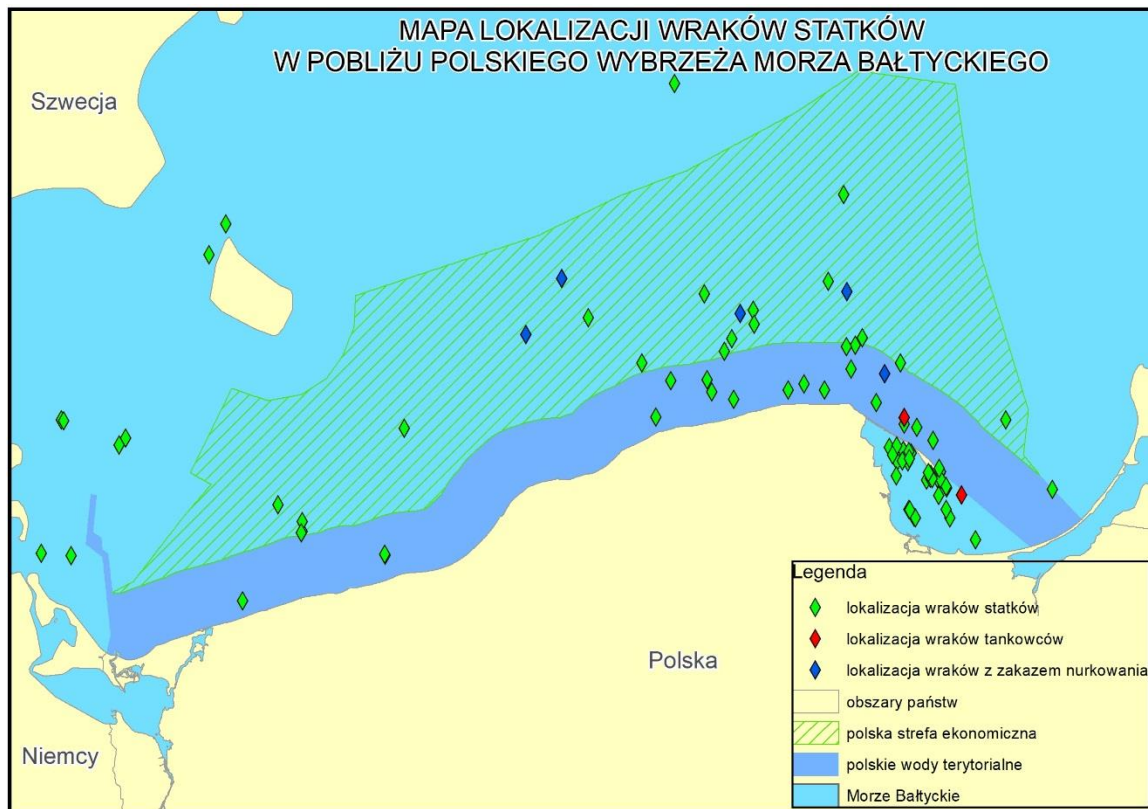 MAPA LOKALIZACJI WRAKÓW STATKÓW
W POBLIŻU POLSKIEGO WYBRZEŻA MORZA BAŁTYCKIEGO
Szwecja
Polska
Niemcy
Legenda
lokalizacja wraków statków
lokalizacja wraków tankowców
lokalizacja wraków z zakazem nurkowania
obszary państw
polska strefa ekonomiczna
polskie wody terytorialne
Morze Bałtyckie